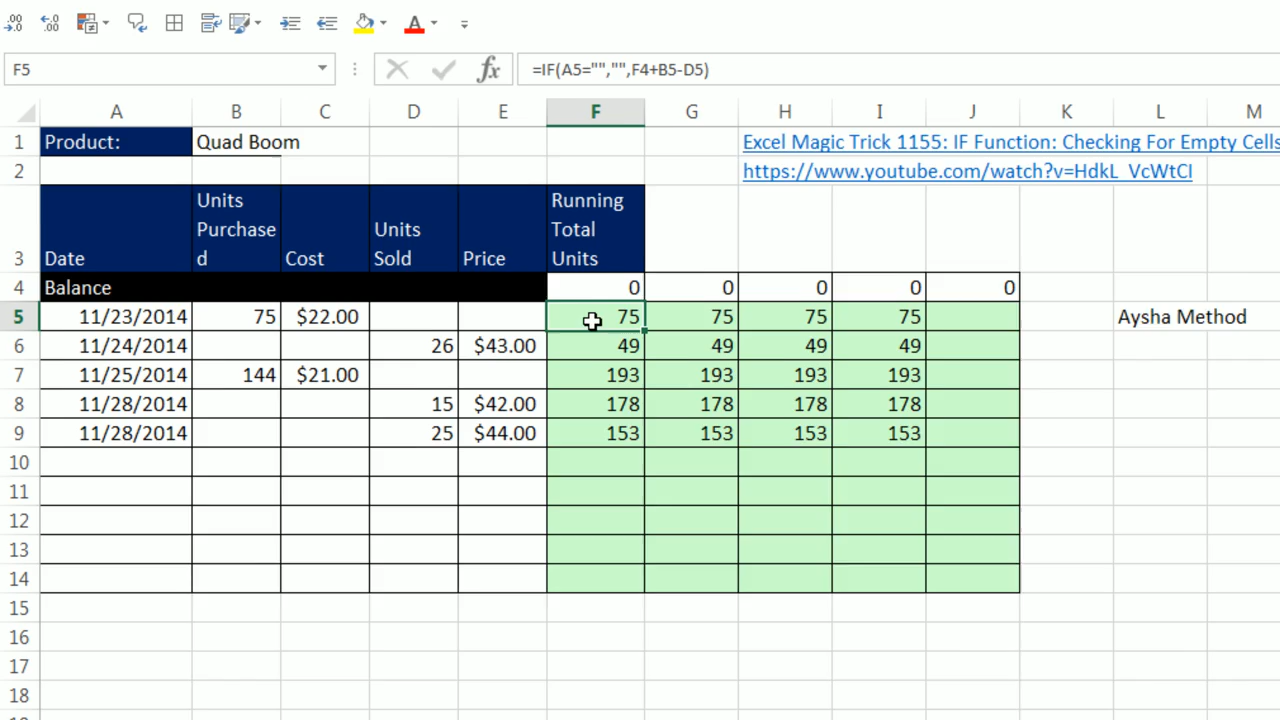 F5 fx =IF(A5="","",F4+B5-D5)
A B C D E F G H I J K L M
1 Product: Quad Boom Excel Magic Trick 1155: IF Function: Checking For Empty Cells
2 https://www.youtube.com/watch?v=HdkL_VcWtCI
Units Running
Purchase Units Total
3 Date d Cost Sold Price Units
4 Balance 0 0 0 0 0
5 11/23/2014 75 $22.00 75 75 75 75 Aysha Method
6 11/24/2014 26 $43.00 49 49 49 49
7 11/25/2014 144 $21.00 193 193 193 193
8 11/28/2014 15 $42.00 178 178 178 178
9 11/28/2014 25 $44.00 153 153 153 153
10
11
12
13
14
15
16
17
18